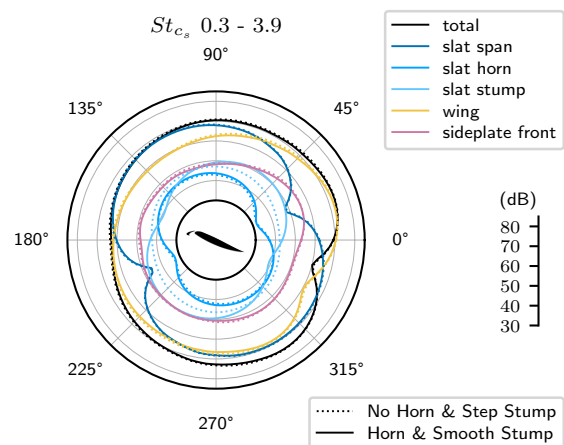 St_{c_s} 0.3 - 3.9
90°
135°
45°
180°
0°
225°
315°
270°
total
slat span
slat horn
slat stump
wing
sideplate front
(dB)
80
70
60
50
40
30
No Horn & Step Stump
Horn & Smooth Stump